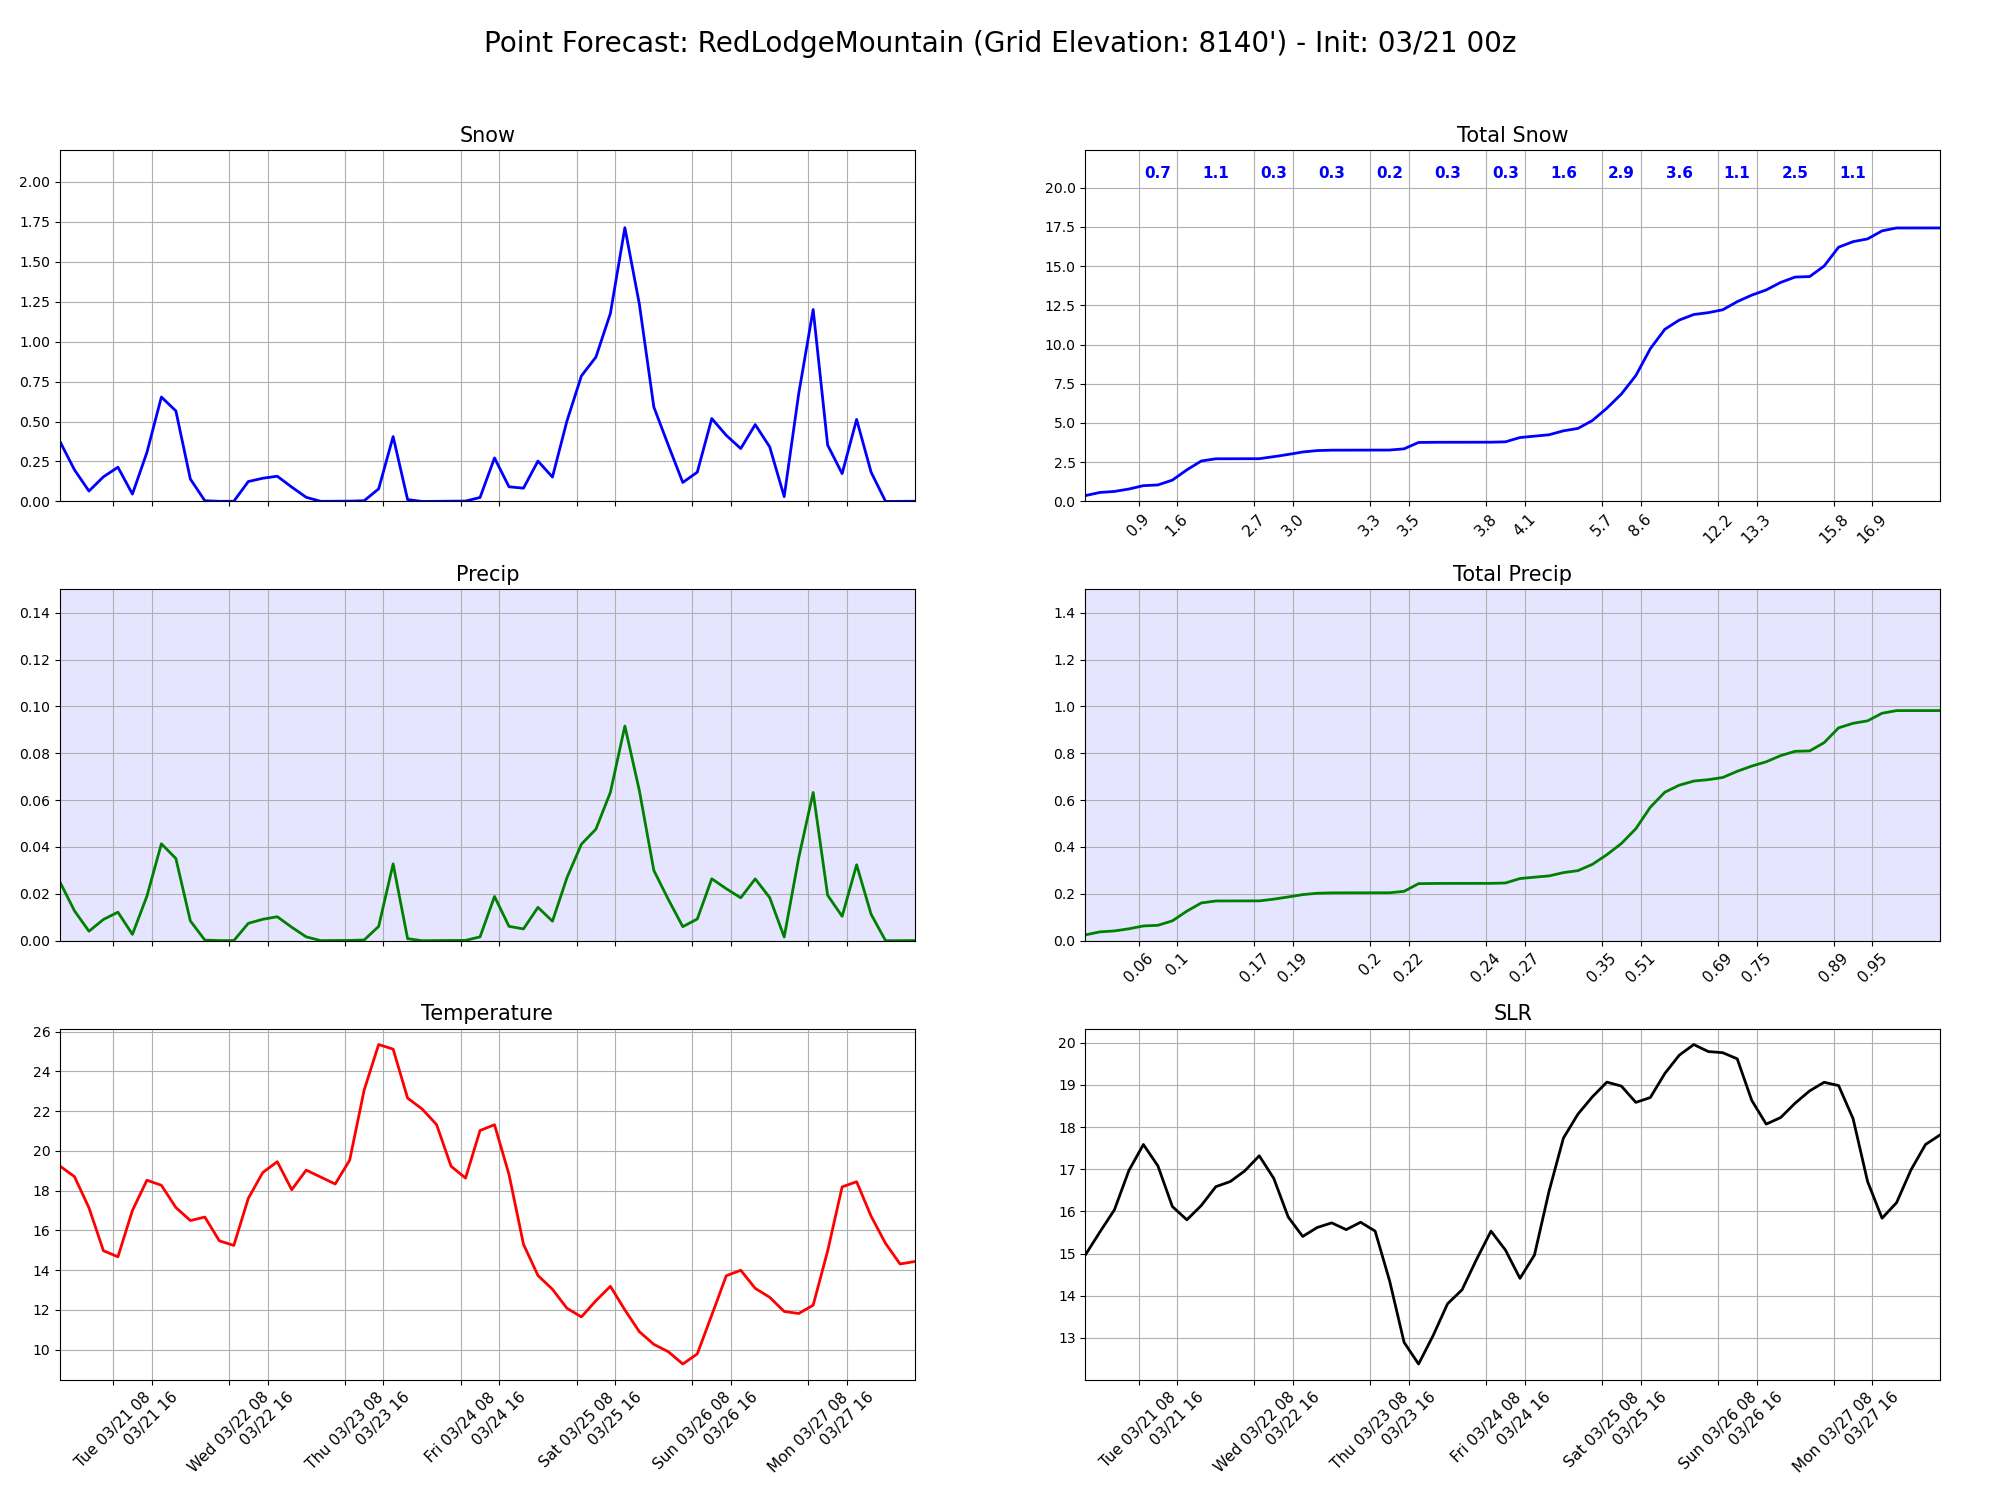 Point Forecast: RedLodgeMountain (Grid Elevation: 8140') - Init: 03/21 00z
Snow
2.00
1.75
1.50
1.25
1.00
0.75
0.50
0.25
0.00
Total Snow
0.7 1.1 0.3 0.3 0.2 0.3 0.3 1.6 2.9 3.6 1.1 2.5 1.1
20.0
17.5
15.0
12.5
10.0
7.5
5.0
2.5
0.0
0.9 1.6 2.7 3.0 3.3 3.5 3.8 4.1 5.7 8.6 12.2 13.3 15.8 16.9
Precip
0.14
0.12
0.10
0.08
0.06
0.04
0.02
0.00
Total Precip
1.4
1.2
1.0
0.8
0.6
0.4
0.2
0.0
0.06 0.1 0.17 0.19 0.2 0.22 0.24 0.27 0.35 0.51 0.69 0.75 0.89 0.95
Temperature
26
24
22
20
18
16
14
12
10
Tue 03/21 08
03/21 16
Wed 03/22 08
03/22 16
Thu 03/23 08
03/23 16
Fri 03/24 08
03/24 16
Sat 03/25 08
03/25 16
Sun 03/26 08
03/26 16
Mon 03/27 08
03/27 16
SLR
20
19
18
17
16
15
14
13
Tue 03/21 08
03/21 16
Wed 03/22 08
03/22 16
Thu 03/23 08
03/23 16
Fri 03/24 08
03/24 16
Sat 03/25 08
03/25 16
Sun 03/26 08
03/26 16
Mon 03/27 08
03/27 16